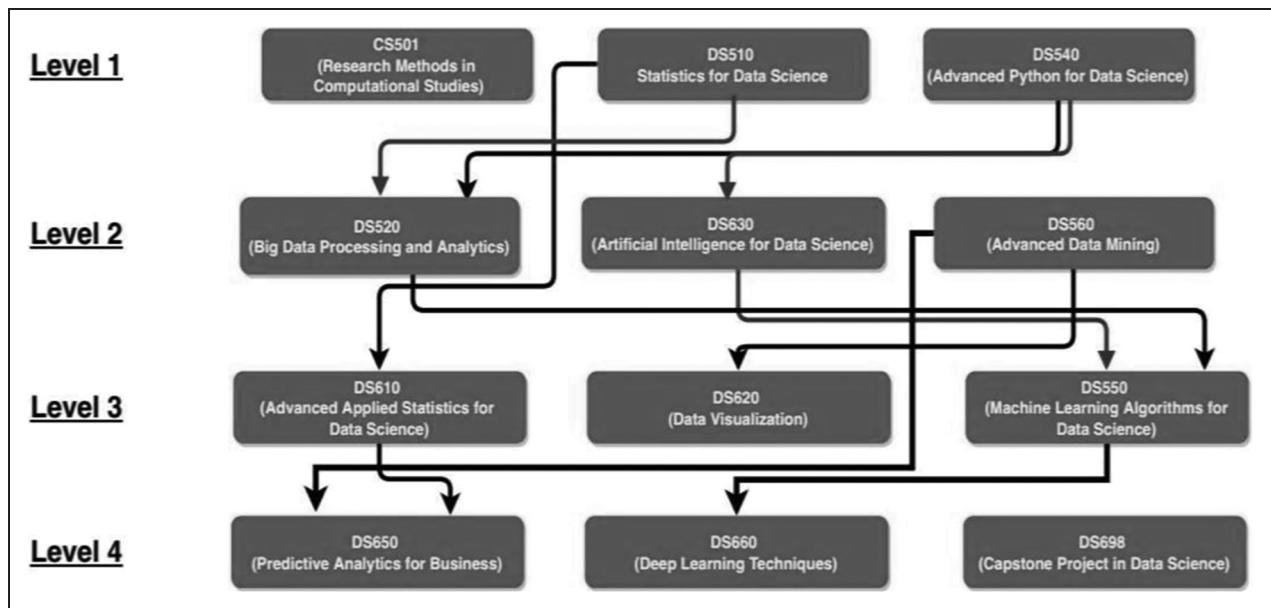 Level 1
CS501
(Research Methods in
Computational Studies)
DS510
Statistics for Data Science
DS540
(Advanced Python for Data Science)
Level 2
DS520
(Big Data Processing and Analytics)
DS630
(Artificial Intelligence for Data Science)
DS560
(Advanced Data Mining)
Level 3
DS610
(Advanced Applied Statistics for
Data Science)
DS620
(Data Visualization)
DS550
(Machine Learning Algorithms for
Data Science)
Level 4
DS650
(Predictive Analytics for Business)
DS660
(Deep Learning Techniques)
DS698
(Capstone Project in Data Science)